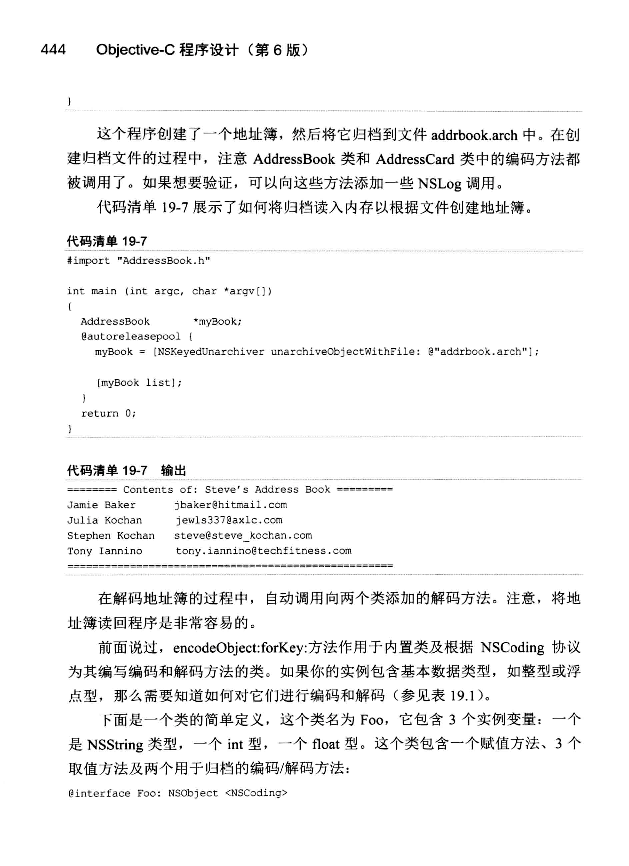 444 Objective-C 程序设计（第 6 版）
}
这个程序创建了一个地址簿，然后将它归档到文件 addrbook.arch 中。在创
建归档文件的过程中，注意 AddressBook 类和 AddressCard 类中的编码方法都
被调用了。如果想要验证，可以向这些方法添加一些 NSLog 调用。
代码清单 19-7 展示了如何将归档读入内存以根据文件创建地址簿。
代码清单 19-7
#import "AddressBook.h"
int main (int argc, char *argv[])
{
AddressBook *myBook;
@autoreleasepool {
myBook = [NSKeyedUnarchiver unarchiveObjectWithFile: @"addrbook.arch"];
[myBook list];
}
return 0;
}
代码清单 19-7 输出
======== Contents of: Steve's Address Book =========
Jamie Baker jbaker@hitmail.com
Julia Kochan jewls337@axlc.com
Stephen Kochan steve@steve_kochan.com
Tony Iannino tony.iannino@techfitness.com
====================================================
在解码地址簿的过程中，自动调用向两个类添加的解码方法。注意，将地
址簿读回程序是非常容易的。
前面说过，encodeObject:forKey:方法作用于内置类及根据 NSCoding 协议
为其编写编码和解码方法的类。如果你的实例包含基本数据类型，如整型或浮
点型，那么需要知道如何对它们进行编码和解码（参见表 19.1）。
下面是一个类的简单定义，这个类名为 Foo，它包含 3 个实例变量：一个
是 NSString 类型，一个 int 型，一个 float 型。这个类包含一个赋值方法、3 个
取值方法及两个用于归档的编码/解码方法：
@interface Foo: NSObject <NSCoding>